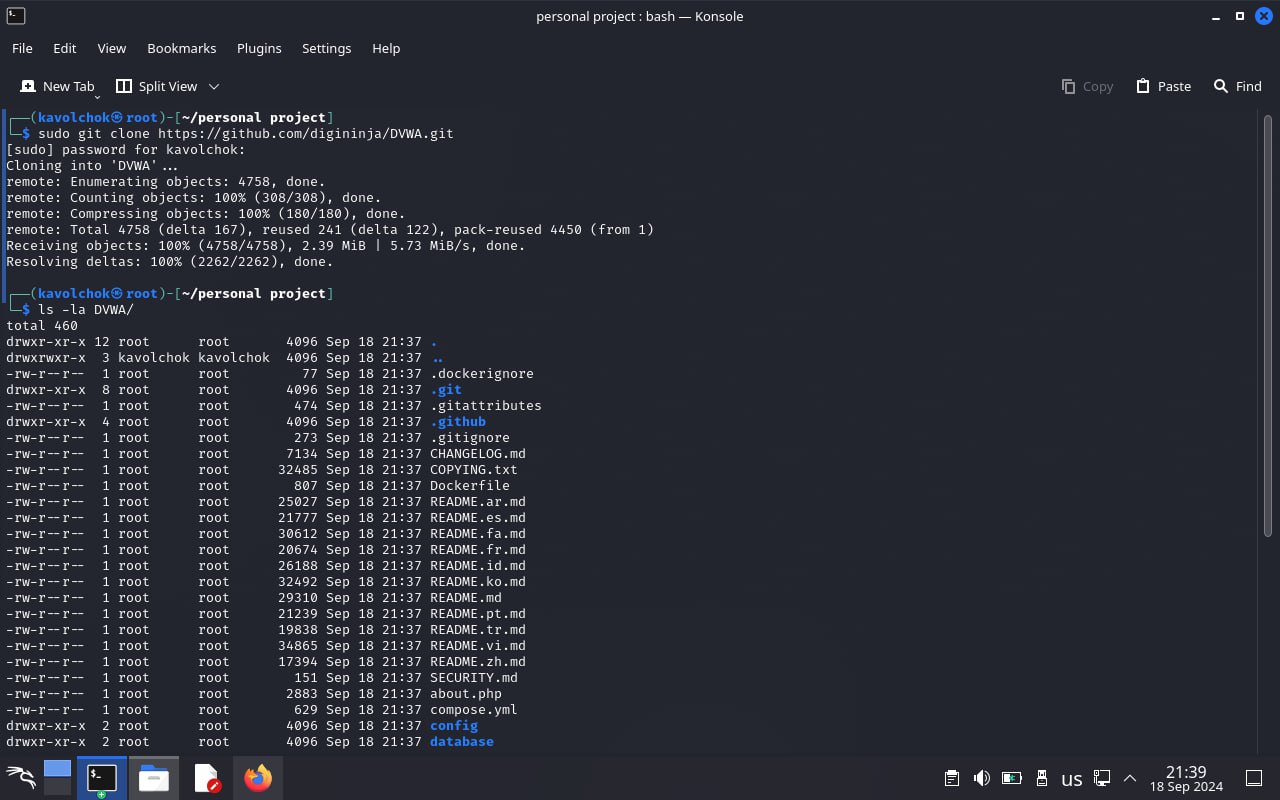 personal project : bash — Konsole
File Edit View Bookmarks Plugins Settings Help
New Tab Split View Copy Paste Find
┌──(kavolchok㉿root)-[~/personal project]
└─$ sudo git clone https://github.com/digininja/DVWA.git
[sudo] password for kavolchok:
Cloning into 'DVWA'...
remote: Enumerating objects: 4758, done.
remote: Counting objects: 100% (308/308), done.
remote: Compressing objects: 100% (180/180), done.
remote: Total 4758 (delta 167), reused 241 (delta 122), pack-reused 4450 (from 1)
Receiving objects: 100% (4758/4758), 2.39 MiB | 5.73 MiB/s, done.
Resolving deltas: 100% (2262/2262), done.
┌──(kavolchok㉿root)-[~/personal project]
└─$ ls -la DVWA/
total 460
drwxr-xr-x 12 root root 4096 Sep 18 21:37 .
drwxrwxr-x 3 kavolchok kavolchok 4096 Sep 18 21:37 ..
-rw-r--r-- 1 root root 77 Sep 18 21:37 .dockerignore
drwxr-xr-x 8 root root 4096 Sep 18 21:37 .git
-rw-r--r-- 1 root root 474 Sep 18 21:37 .gitattributes
drwxr-xr-x 4 root root 4096 Sep 18 21:37 .github
-rw-r--r-- 1 root root 273 Sep 18 21:37 .gitignore
-rw-r--r-- 1 root root 7134 Sep 18 21:37 CHANGELOG.md
-rw-r--r-- 1 root root 32485 Sep 18 21:37 COPYING.txt
-rw-r--r-- 1 root root 807 Sep 18 21:37 Dockerfile
-rw-r--r-- 1 root root 25027 Sep 18 21:37 README.ar.md
-rw-r--r-- 1 root root 21777 Sep 18 21:37 README.es.md
-rw-r--r-- 1 root root 30612 Sep 18 21:37 README.fa.md
-rw-r--r-- 1 root root 20674 Sep 18 21:37 README.fr.md
-rw-r--r-- 1 root root 26188 Sep 18 21:37 README.id.md
-rw-r--r-- 1 root root 32492 Sep 18 21:37 README.ko.md
-rw-r--r-- 1 root root 29310 Sep 18 21:37 README.md
-rw-r--r-- 1 root root 21239 Sep 18 21:37 README.pt.md
-rw-r--r-- 1 root root 19838 Sep 18 21:37 README.tr.md
-rw-r--r-- 1 root root 34865 Sep 18 21:37 README.vi.md
-rw-r--r-- 1 root root 17394 Sep 18 21:37 README.zh.md
-rw-r--r-- 1 root root 151 Sep 18 21:37 SECURITY.md
-rw-r--r-- 1 root root 2883 Sep 18 21:37 about.php
-rw-r--r-- 1 root root 629 Sep 18 21:37 compose.yml
drwxr-xr-x 2 root root 4096 Sep 18 21:37 config
drwxr-xr-x 2 root root 4096 Sep 18 21:37 database
us 21:39
18 Sep 2024